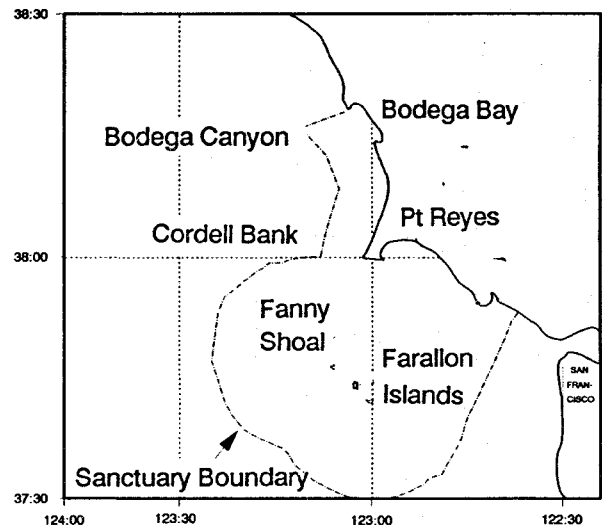 38:30
Bodega Bay
Bodega Canyon
Pt Reyes
Cordell Bank
38:00
Fanny
Shoal
Farallon
Islands
SAN
FRAN-
CISCO
Sanctuary Boundary
37:30
124:00
123:30
123:00
122:30